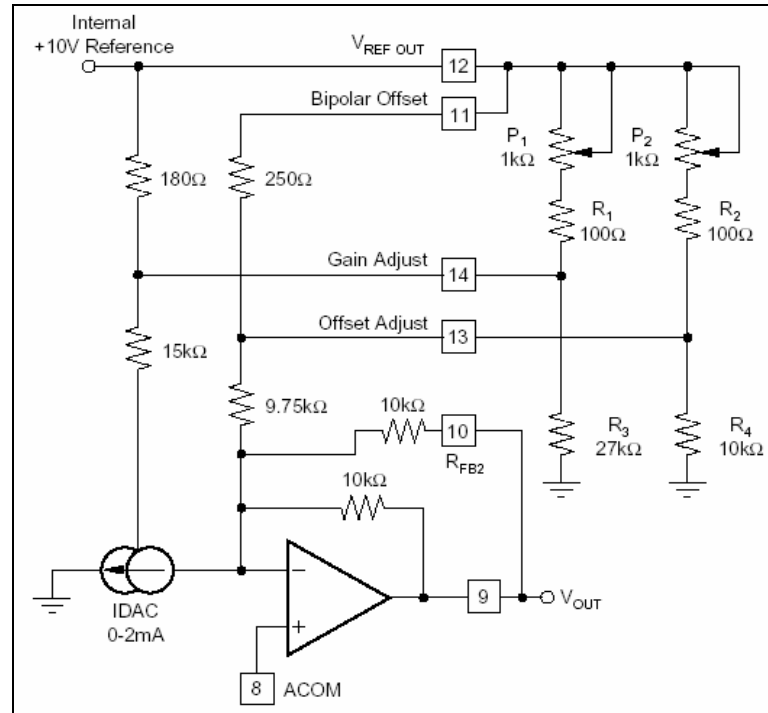 Internal
+10V Reference
V_REF OUT
12
Bipolar Offset
11
180Ω
250Ω
P₁
1kΩ
P₂
1kΩ
R₁
100Ω
R₂
100Ω
Gain Adjust
14
Offset Adjust
13
15kΩ
9.75kΩ
10kΩ
10
R_FB2
R₃
27kΩ
R₄
10kΩ
10kΩ
−
+
9
V_OUT
IDAC
0-2mA
8
ACOM